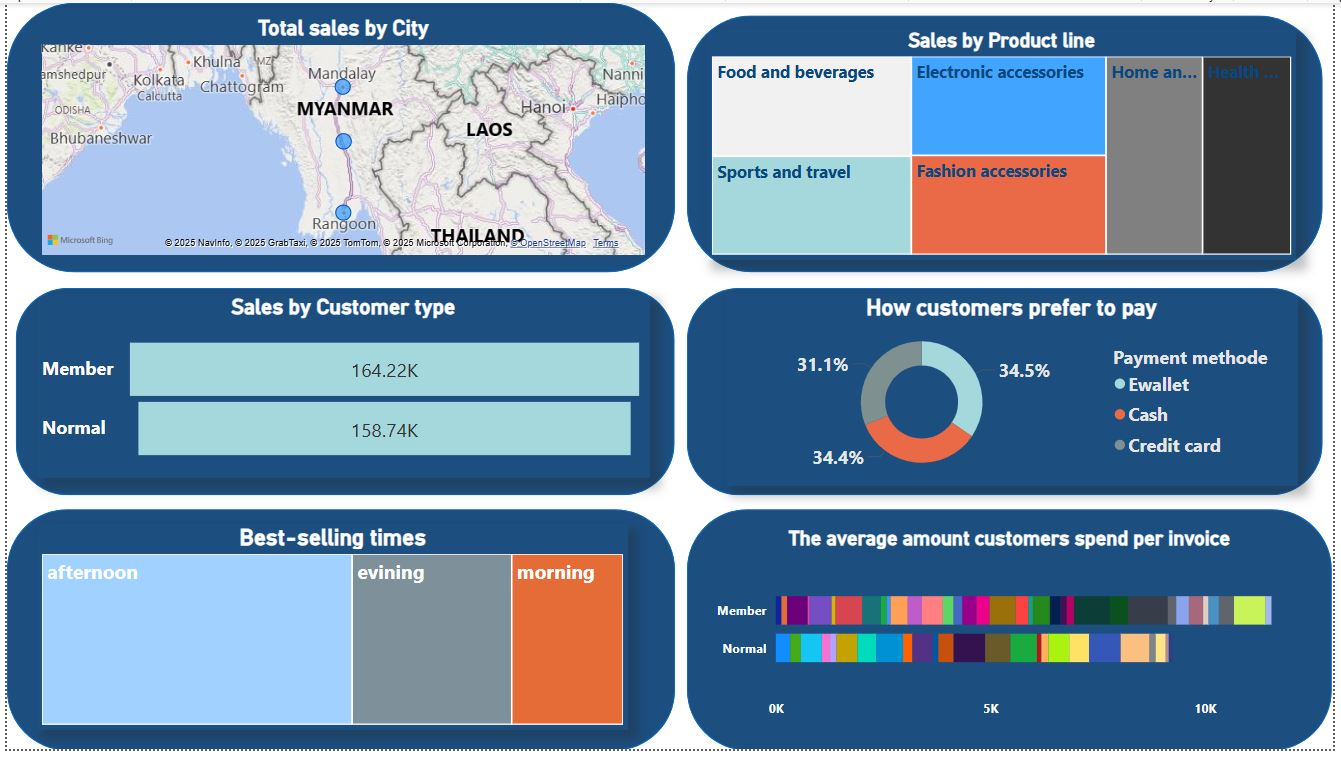 Total sales by City
Kanke
Khulna
MZ
amshedpur
Kolkata
Calcutta
Chattogram
Mandalay
MYANMAR
Nanni
Hanoi
Haipho
ODISHA
Bhubaneshwar
LAOS
Rangoon
THAILAND
Microsoft Bing
© 2025 NavInfo, © 2025 GrabTaxi, © 2025 TomTom, © 2025 Microsoft Corporation, © OpenStreetMap Terms
Sales by Product line
Food and beverages
Electronic accessories
Home an...
Health ...
Sports and travel
Fashion accessories
Sales by Customer type
Member
164.22K
Normal
158.74K
How customers prefer to pay
31.1%
34.5%
34.4%
Payment methode
Ewallet
Cash
Credit card
Best-selling times
afternoon
evining
morning
The average amount customers spend per invoice
Member
Normal
0K
5K
10K